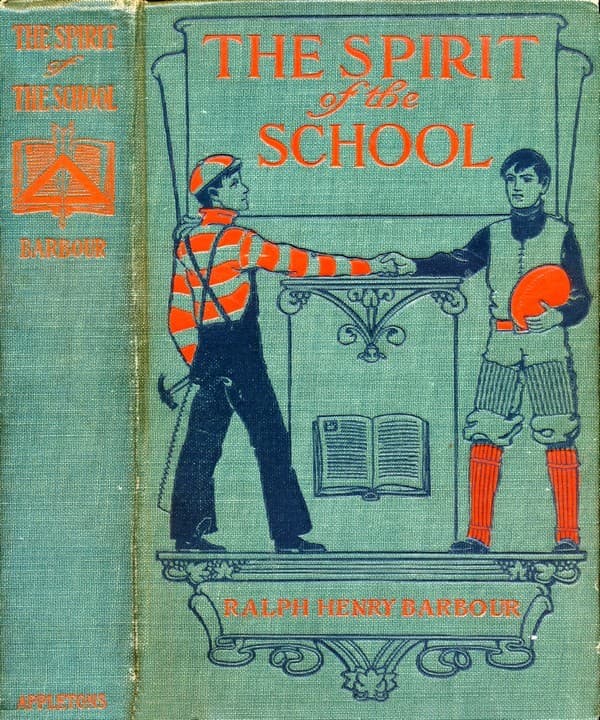 THE SPIRIT
of
THE SCHOOL
BARBOUR
APPLETONS
THE SPIRIT
of the
SCHOOL
RALPH HENRY BARBOUR